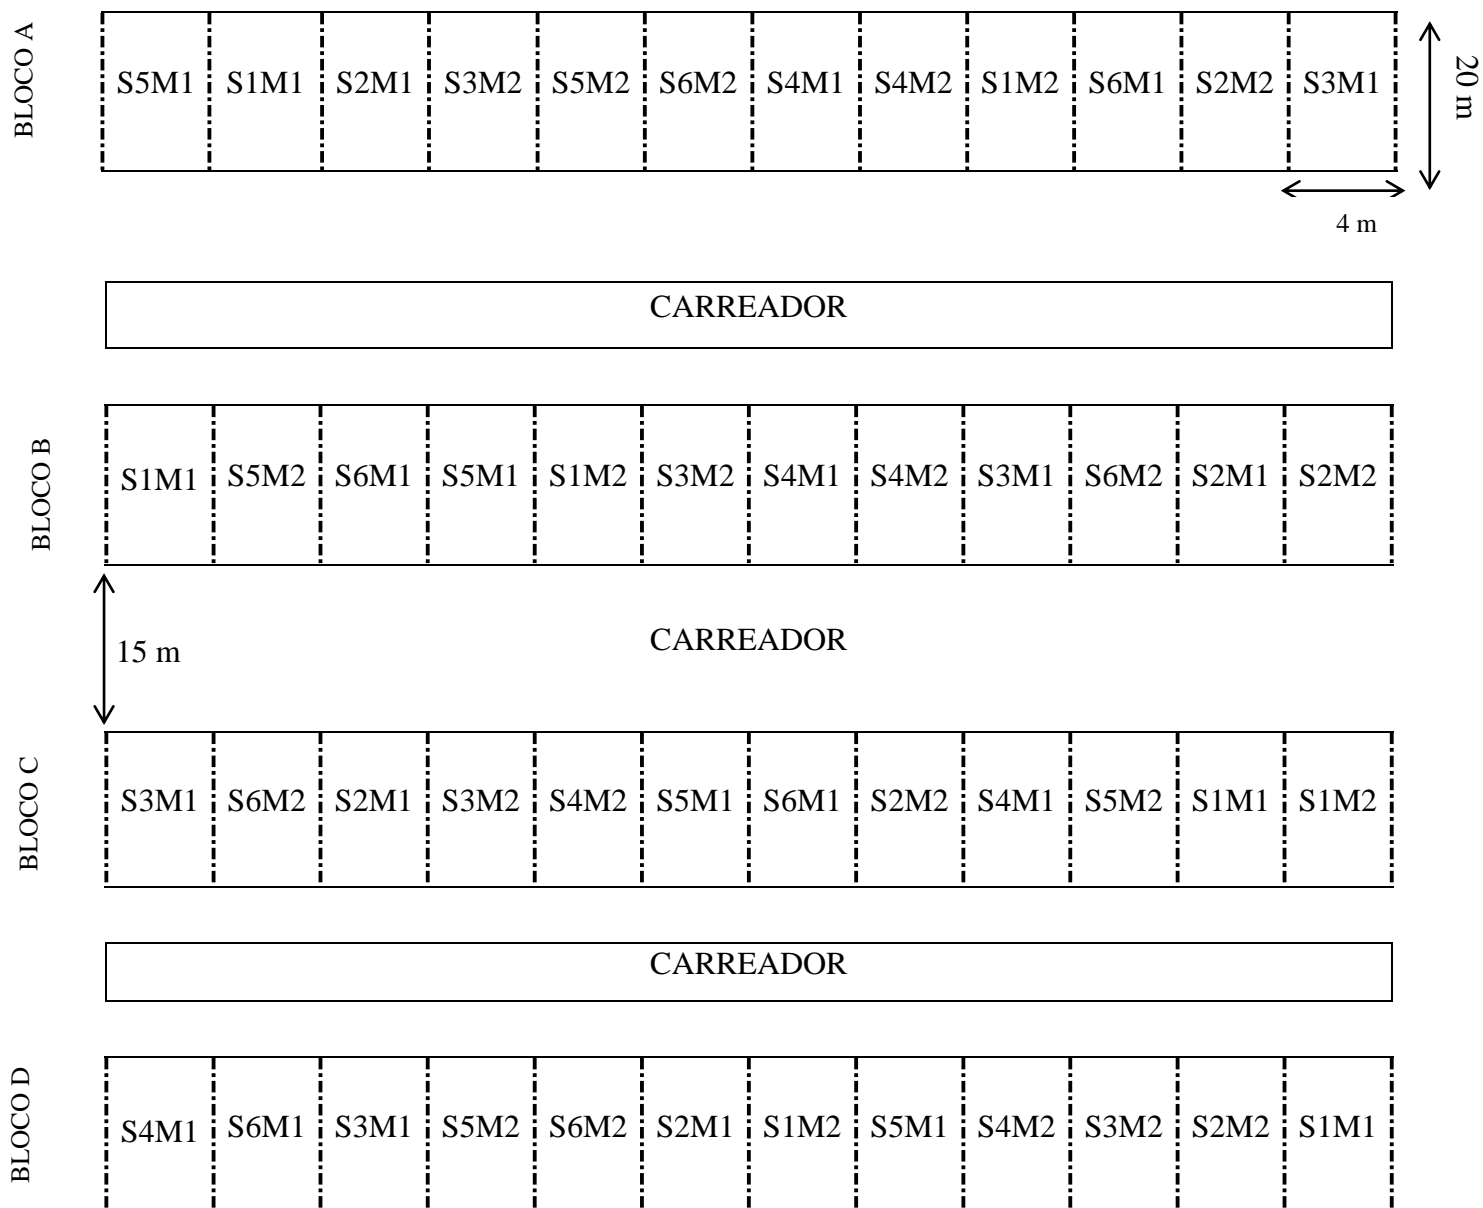 BLOCO A
S5M1 S1M1 S2M1 S3M2 S5M2 S6M2 S4M1 S4M2 S1M2 S6M1 S2M2 S3M1
20 m
4 m
CARREADOR
BLOCO B
S1M1 S5M2 S6M1 S5M1 S1M2 S3M2 S4M1 S4M2 S3M1 S6M2 S2M1 S2M2
15 m
CARREADOR
BLOCO C
S3M1 S6M2 S2M1 S3M2 S4M2 S5M1 S6M1 S2M2 S4M1 S5M2 S1M1 S1M2
CARREADOR
BLOCO D
S4M1 S6M1 S3M1 S5M2 S6M2 S2M1 S1M2 S5M1 S4M2 S3M2 S2M2 S1M1